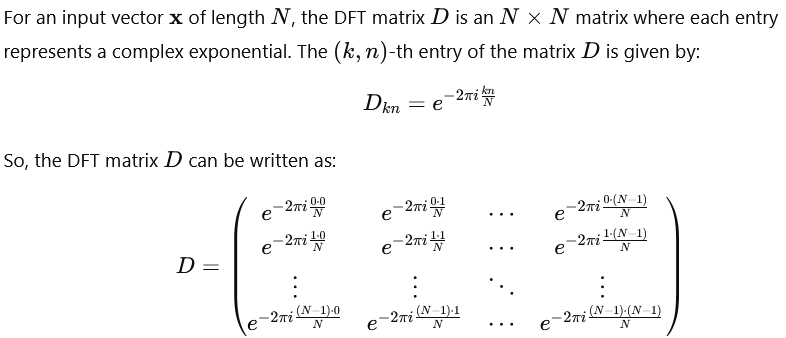 For an input vector **x** of length $N$, the DFT matrix $D$ is an $N \times N$ matrix where each entry
represents a complex exponential. The $(k, n)$-th entry of the matrix $D$ is given by:
$D_{kn} = e^{-2\pi i \frac{kn}{N}}$
So, the DFT matrix $D$ can be written as:
$D = \begin{pmatrix} e^{-2\pi i \frac{0 \cdot 0}{N}} & e^{-2\pi i \frac{0 \cdot 1}{N}} & \cdots & e^{-2\pi i \frac{0 \cdot (N-1)}{N}} \\ e^{-2\pi i \frac{1 \cdot 0}{N}} & e^{-2\pi i \frac{1 \cdot 1}{N}} & \cdots & e^{-2\pi i \frac{1 \cdot (N-1)}{N}} \\ \vdots & \vdots & \ddots & \vdots \\ e^{-2\pi i \frac{(N-1) \cdot 0}{N}} & e^{-2\pi i \frac{(N-1) \cdot 1}{N}} & \cdots & e^{-2\pi i \frac{(N-1) \cdot (N-1)}{N}} \end{pmatrix}$